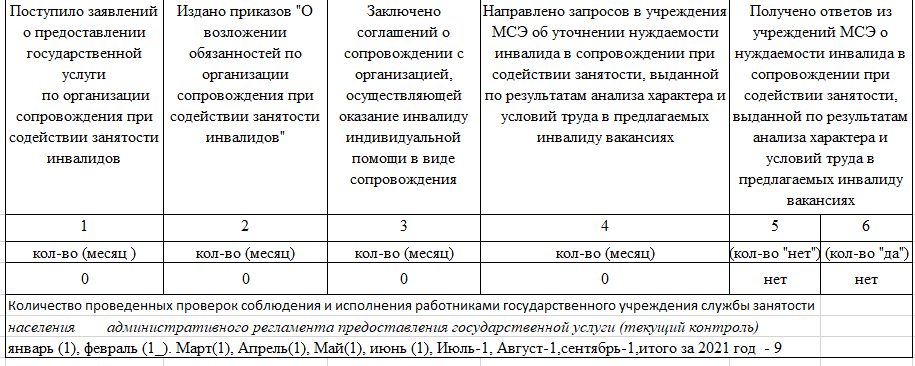 Поступило заявлений
о предоставлении
государственной
услуги
по организации
сопровождения при
содействии занятости
инвалидов
Издано приказов "О
возложении
обязанностей по
организации
сопровождения при
содействии занятости
инвалидов"
Заключено
соглашений о
сопровождении с
организацией,
осуществляющей
оказание инвалиду
индивидуальной
помощи в виде
сопровождения
Направлено запросов в учреждения
МСЭ об уточнении нуждаемости
инвалида в сопровождении при
содействии занятости, выданной
по результатам анализа характера и
условий труда в предлагаемых
инвалиду вакансиях
Получено ответов из
учреждений МСЭ о
нуждаемости инвалида в
сопровождении при
содействии занятости,
выданной по результатам
анализа характера и
условий труда в
предлагаемых инвалиду
вакансиях
1 2 3 4 5 6
кол-во (месяц ) кол-во (месяц) кол-во (месяц) кол-во (месяц) (кол-во "нет") (кол-во "да")
0 0 0 0 нет нет
Количество проведенных проверок соблюдения и исполнения работниками государственного учреждения службы занятости
населения административного регламента предоставления государственной услуги (текущий контроль)
январь (1), февраль (1_). Март(1), Апрель(1), Май(1), июнь (1), Июль-1, Август-1,сентябрь-1,итого за 2021 год - 9